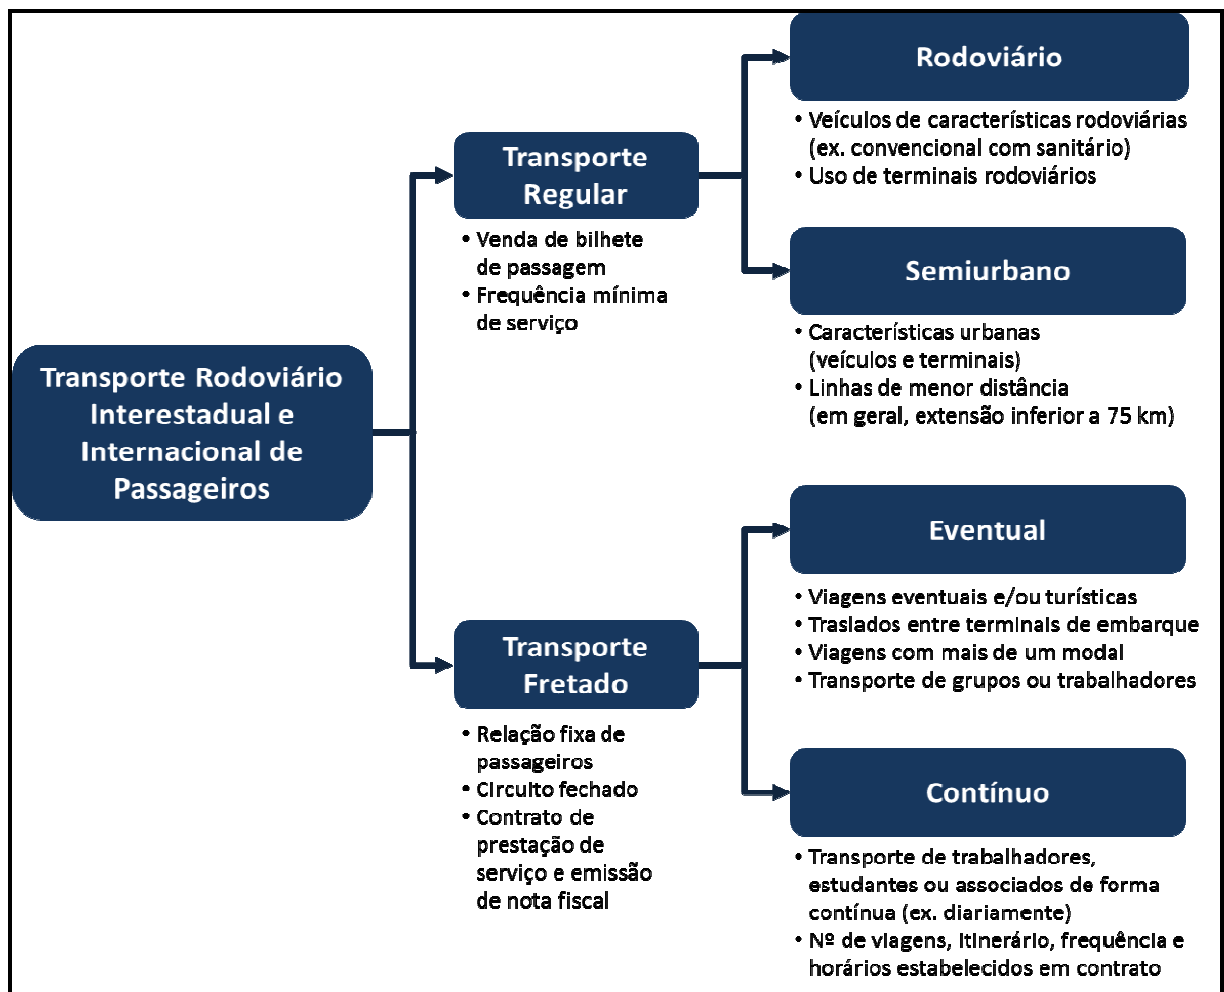 Transporte Rodoviário
Interestadual e
Internacional de
Passageiros
Transporte
Regular
• Venda de bilhete
de passagem
• Frequência mínima
de serviço
Rodoviário
• Veículos de características rodoviárias
(ex. convencional com sanitário)
• Uso de terminais rodoviários
Semiurbano
• Características urbanas
(veículos e terminais)
• Linhas de menor distância
(em geral, extensão inferior a 75 km)
Transporte
Fretado
• Relação fixa de
passageiros
• Circuito fechado
• Contrato de
prestação de
serviço e emissão
de nota fiscal
Eventual
• Viagens eventuais e/ou turísticas
• Traslados entre terminais de embarque
• Viagens com mais de um modal
• Transporte de grupos ou trabalhadores
Contínuo
• Transporte de trabalhadores,
estudantes ou associados de forma
contínua (ex. diariamente)
• Nº de viagens, itinerário, frequência e
horários estabelecidos em contrato